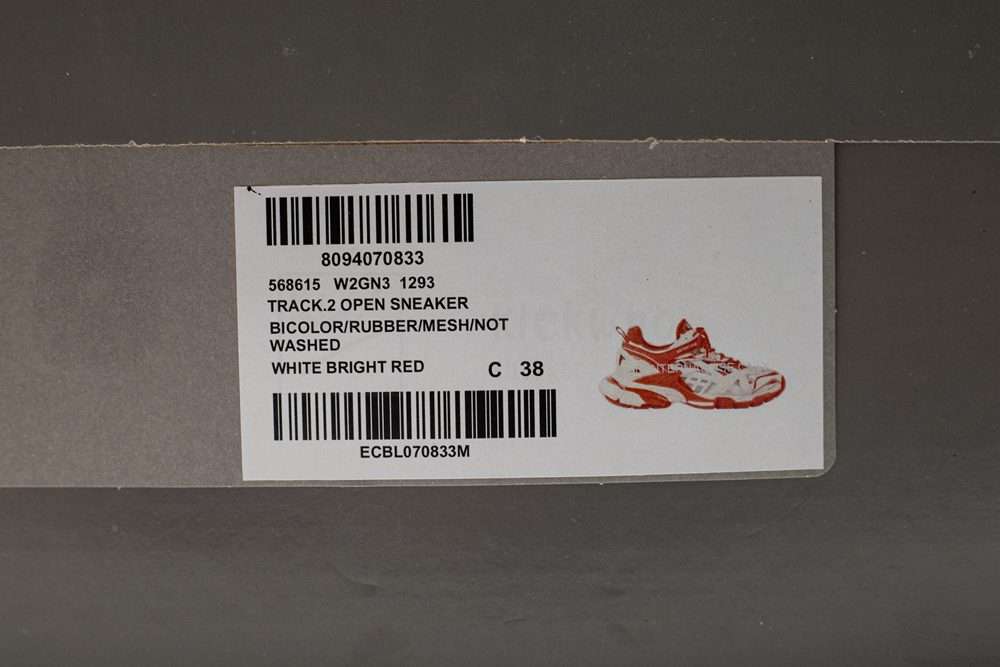 8094070833
568615 W2GN3 1293
TRACK.2 OPEN SNEAKER
BICOLOR/RUBBER/MESH/NOT
WASHED
WHITE BRIGHT RED C 38
ECBL070833M